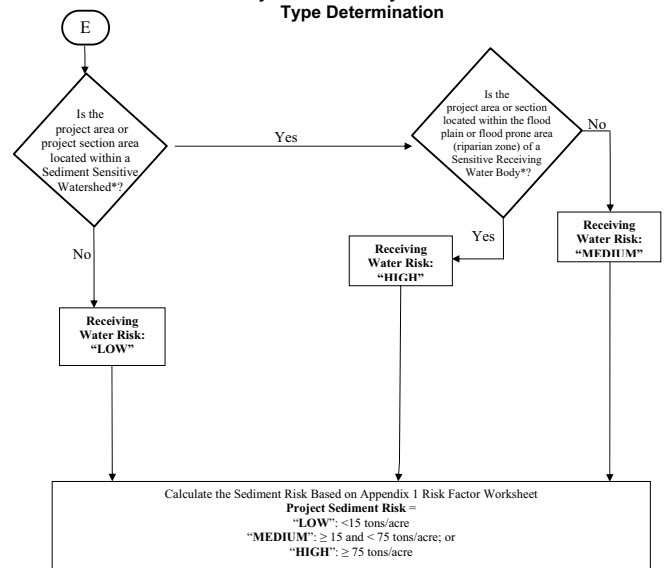 Type Determination
E
Is the
project area or
project section area
located within a
Sediment Sensitive
Watershed*?
Yes
Is the
project area or section
located within the flood
plain or flood prone area
(riparian zone) of a
Sensitive Receiving
Water Body*?
No
No
Yes
Receiving
Water Risk:
“LOW”
Receiving
Water Risk:
“HIGH”
Receiving
Water Risk:
“MEDIUM”
Calculate the Sediment Risk Based on Appendix 1 Risk Factor Worksheet
Project Sediment Risk =
“LOW”: <15 tons/acre
“MEDIUM”: ≥ 15 and < 75 tons/acre; or
“HIGH”: ≥ 75 tons/acre